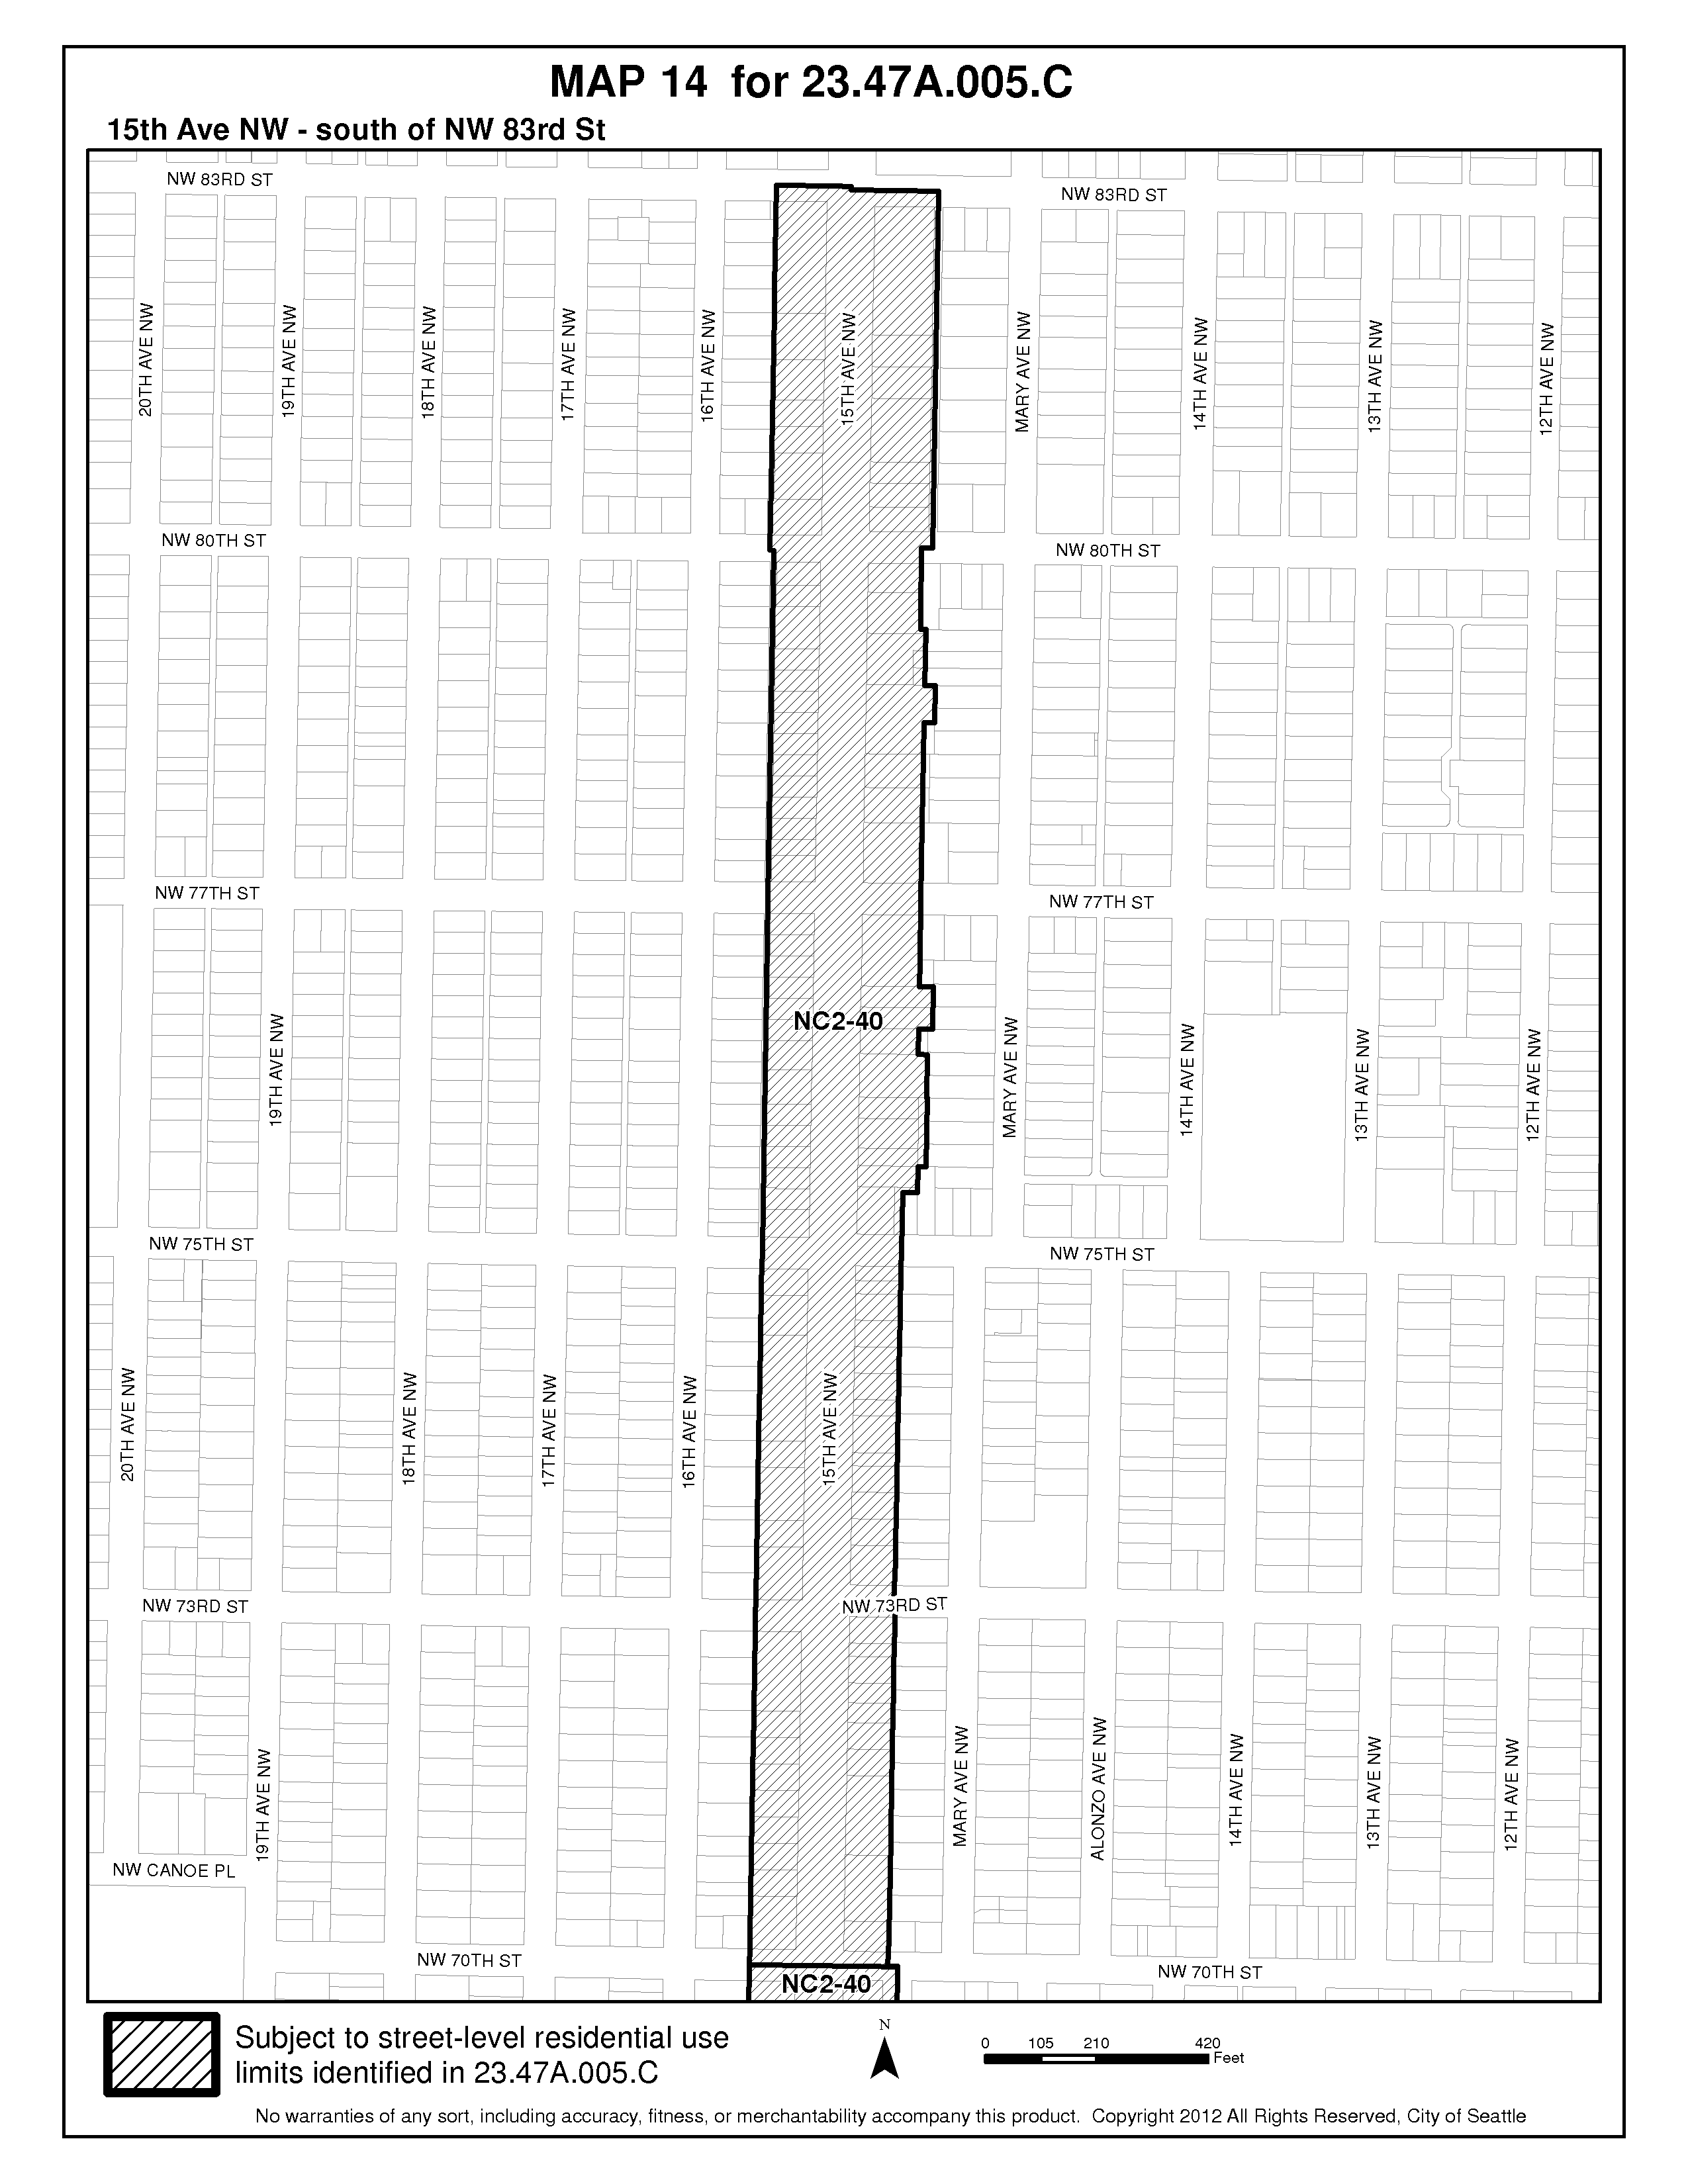 MAP 14 for 23.47A.005.C
15th Ave NW - south of NW 83rd St
NW 83RD ST
NW 83RD ST
20TH AVE NW
19TH AVE NW
18TH AVE NW
17TH AVE NW
16TH AVE NW
15TH AVE NW
MARY AVE NW
14TH AVE NW
13TH AVE NW
12TH AVE NW
NW 80TH ST
NW 80TH ST
NW 77TH ST
NW 77TH ST
NC2-40
19TH AVE NW
MARY AVE NW
14TH AVE NW
13TH AVE NW
12TH AVE NW
NW 75TH ST
NW 75TH ST
20TH AVE NW
18TH AVE NW
17TH AVE NW
16TH AVE NW
15TH AVE NW
NW 73RD ST
NW 73RD ST
19TH AVE NW
MARY AVE NW
ALONZO AVE NW
14TH AVE NW
13TH AVE NW
12TH AVE NW
NW CANOE PL
NW 70TH ST
NW 70TH ST
NC2-40
Subject to street-level residential use
limits identified in 23.47A.005.C
N
0 105 210 420
Feet
No warranties of any sort, including accuracy, fitness, or merchantability accompany this product. Copyright 2012 All Rights Reserved, City of Seattle